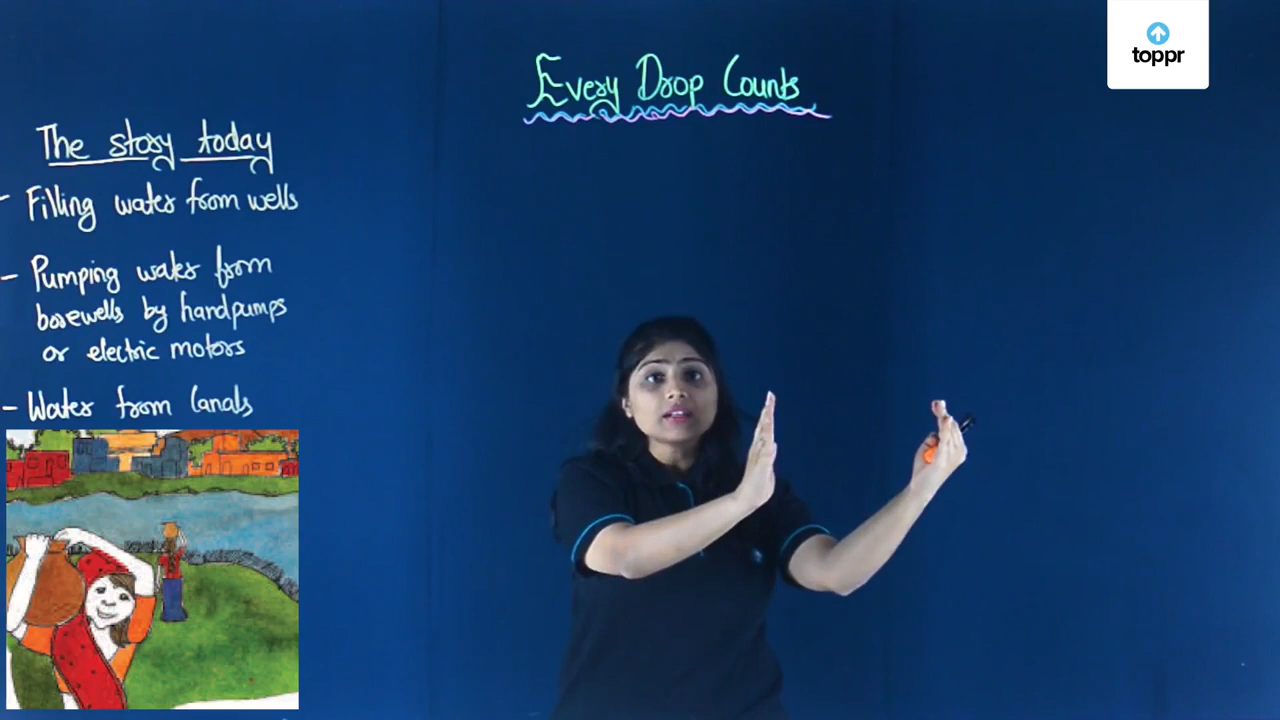 Every Drop Counts
toppr
The story today
- Filling water from wells
- Pumping water from
borewells by handpumps
or electric motors
- Water from Canals